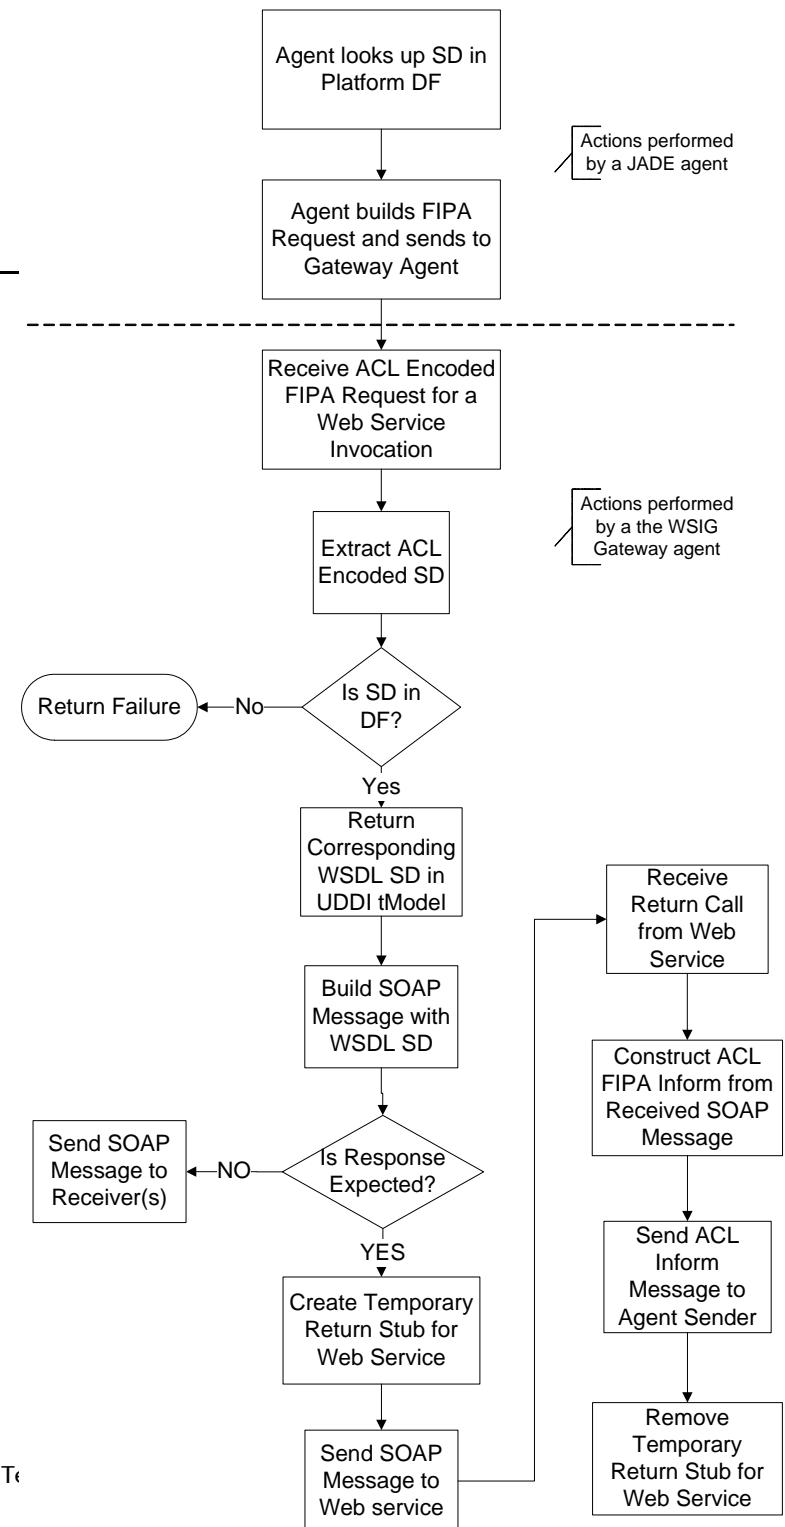 Agent looks up SD in
Platform DF
Actions performed
by a JADE agent
Agent builds FIPA
Request and sends to
Gateway Agent
Receive ACL Encoded
FIPA Request for a
Web Service
Invocation
Actions performed
by a the WSIG
Gateway agent
Extract ACL
Encoded SD
Is SD in
DF?
No
Return Failure
Yes
Return
Corresponding
WSDL SD in
UDDI tModel
Build SOAP
Message with
WSDL SD
Is Response
Expected?
NO
Send SOAP
Message to
Receiver(s)
YES
Create Temporary
Return Stub for
Web Service
Send SOAP
Message to
Web service
Receive
Return Call
from Web
Service
Construct ACL
FIPA Inform from
Received SOAP
Message
Send ACL
Inform
Message to
Agent Sender
Remove
Temporary
Return Stub for
Web Service